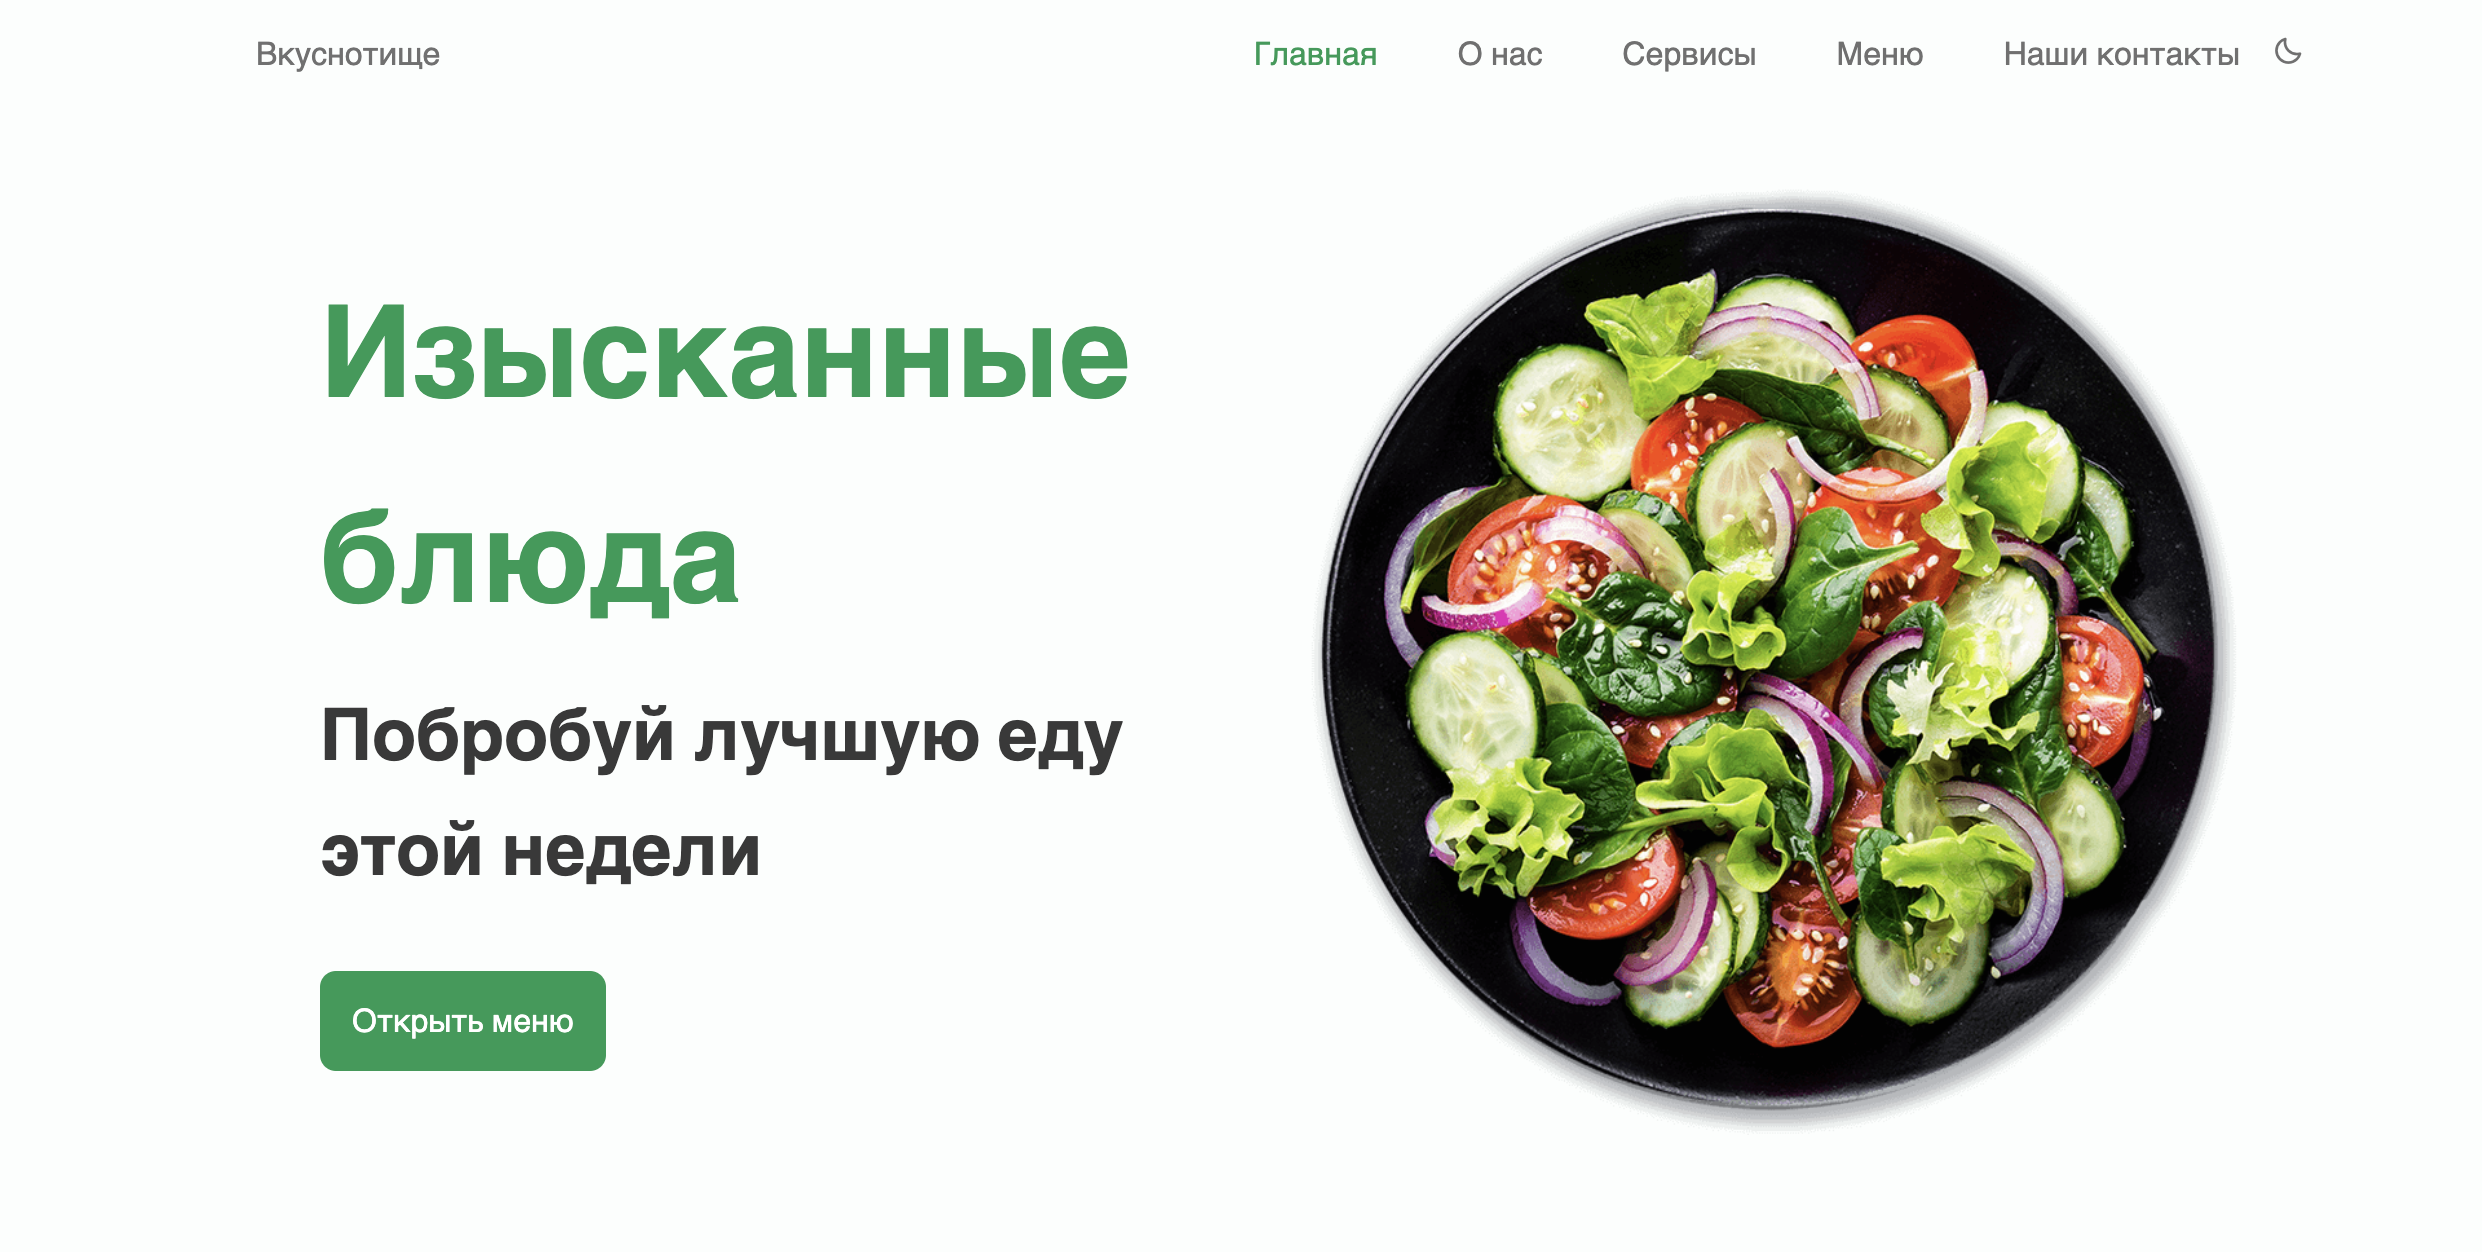 Вкуснотище
Главная
О нас
Сервисы
Меню
Наши контакты
Изысканные
блюда
Побробуй лучшую еду
этой недели
Открыть меню